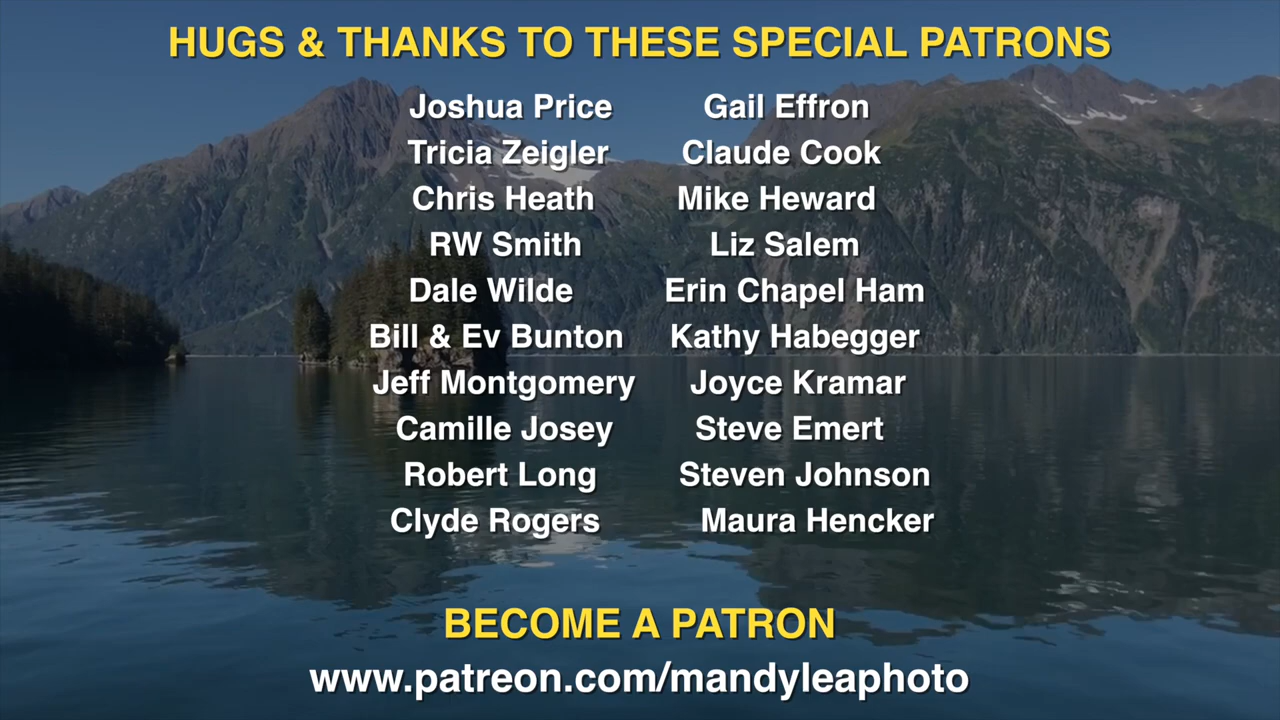 HUGS & THANKS TO THESE SPECIAL PATRONS
Joshua Price Gail Effron
Tricia Zeigler Claude Cook
Chris Heath Mike Heward
RW Smith Liz Salem
Dale Wilde Erin Chapel Ham
Bill & Ev Bunton Kathy Habegger
Jeff Montgomery Joyce Kramar
Camille Josey Steve Emert
Robert Long Steven Johnson
Clyde Rogers Maura Hencker
BECOME A PATRON
www.patreon.com/mandyleaphoto